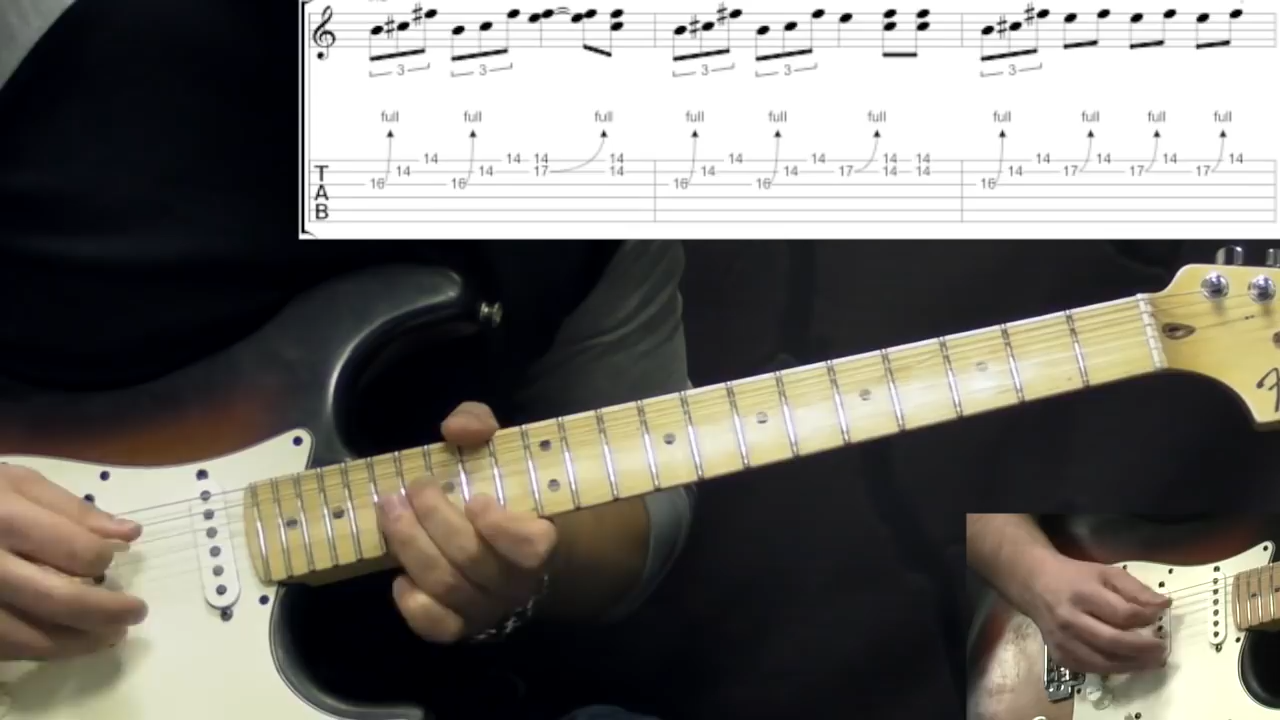 3 3 3 3 3
full full full full full full full full full
14 14 14 14 14 14 14 14 14 14 14 14 14
T 14 14 17 14 14 14 17 14 14 14 17 17 17
16 16 16 16 16
A
B